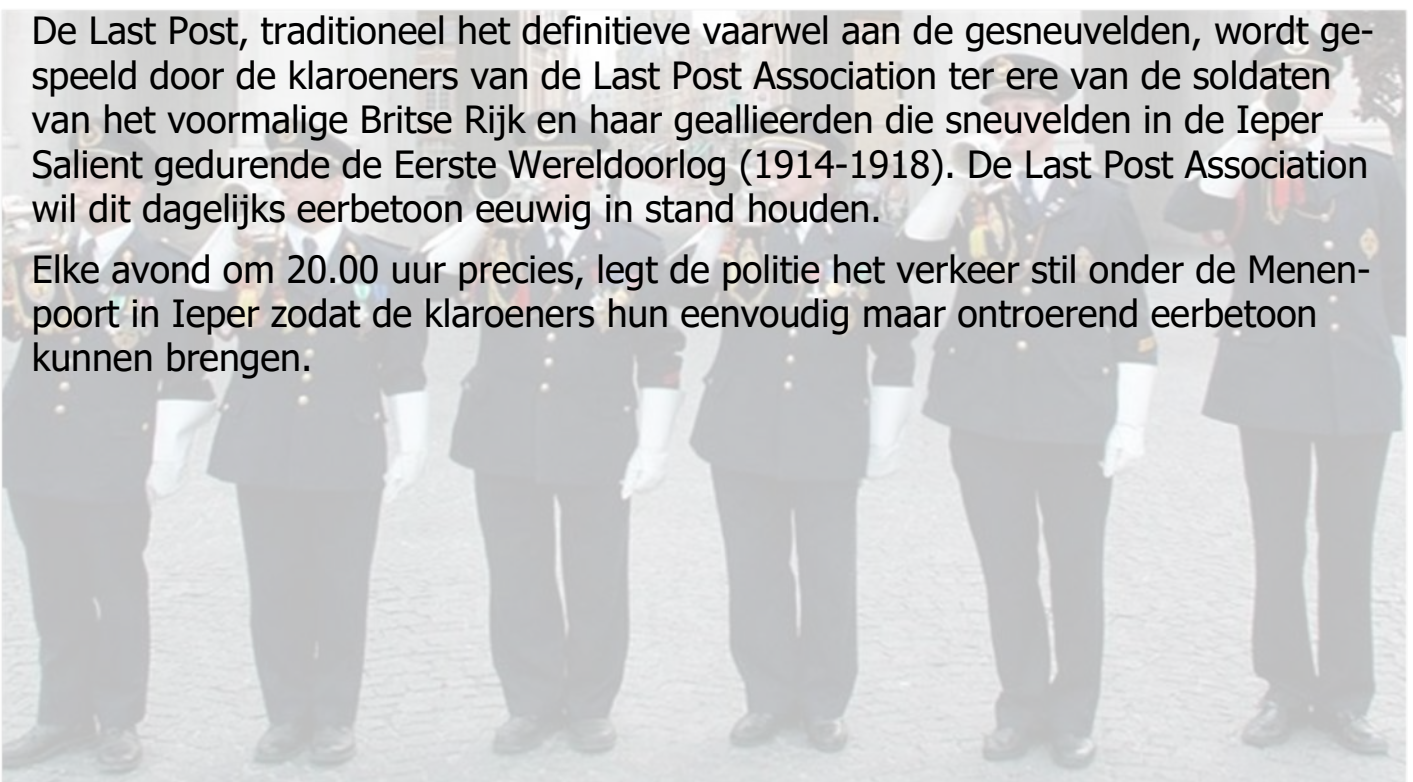 De Last Post, traditioneel het definitieve vaarwel aan de gesneuvelden, wordt ge-
speeld door de klaroeners van de Last Post Association ter ere van de soldaten
van het voormalige Britse Rijk en haar geallieerden die sneuvelden in de Ieper
Salient gedurende de Eerste Wereldoorlog (1914-1918). De Last Post Association
wil dit dagelijks eerbetoon eeuwig in stand houden.
Elke avond om 20.00 uur precies, legt de politie het verkeer stil onder de Menen-
poort in Ieper zodat de klaroeners hun eenvoudig maar ontroerend eerbetoon
kunnen brengen.